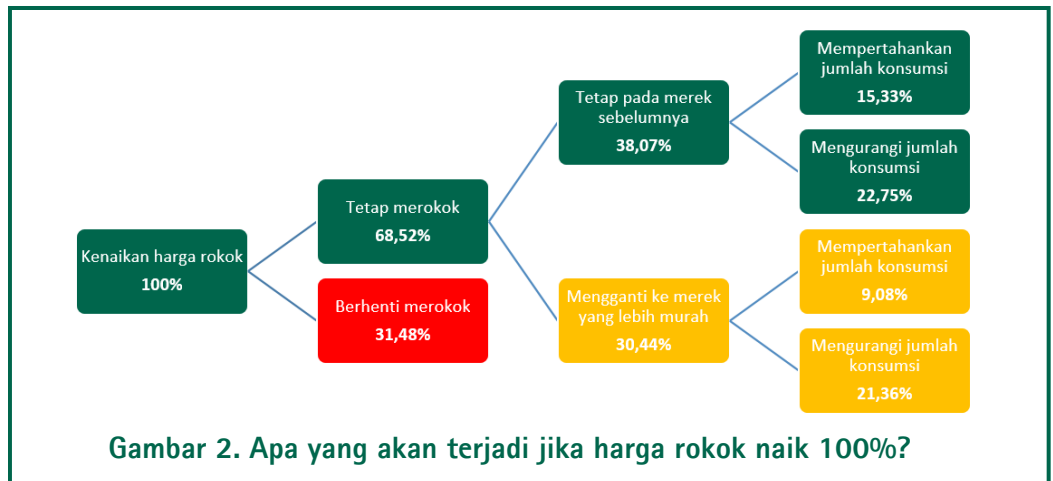 Kenaikan harga rokok
100%
Tetap merokok
68,52%
Berhenti merokok
31,48%
Tetap pada merek
sebelumnya
38,07%
Mengganti ke merek
yang lebih murah
30,44%
Mempertahankan
jumlah konsumsi
15,33%
Mengurangi jumlah
konsumsi
22,75%
Mempertahankan
jumlah konsumsi
9,08%
Mengurangi jumlah
konsumsi
21,36%
Gambar 2. Apa yang akan terjadi jika harga rokok naik 100%?